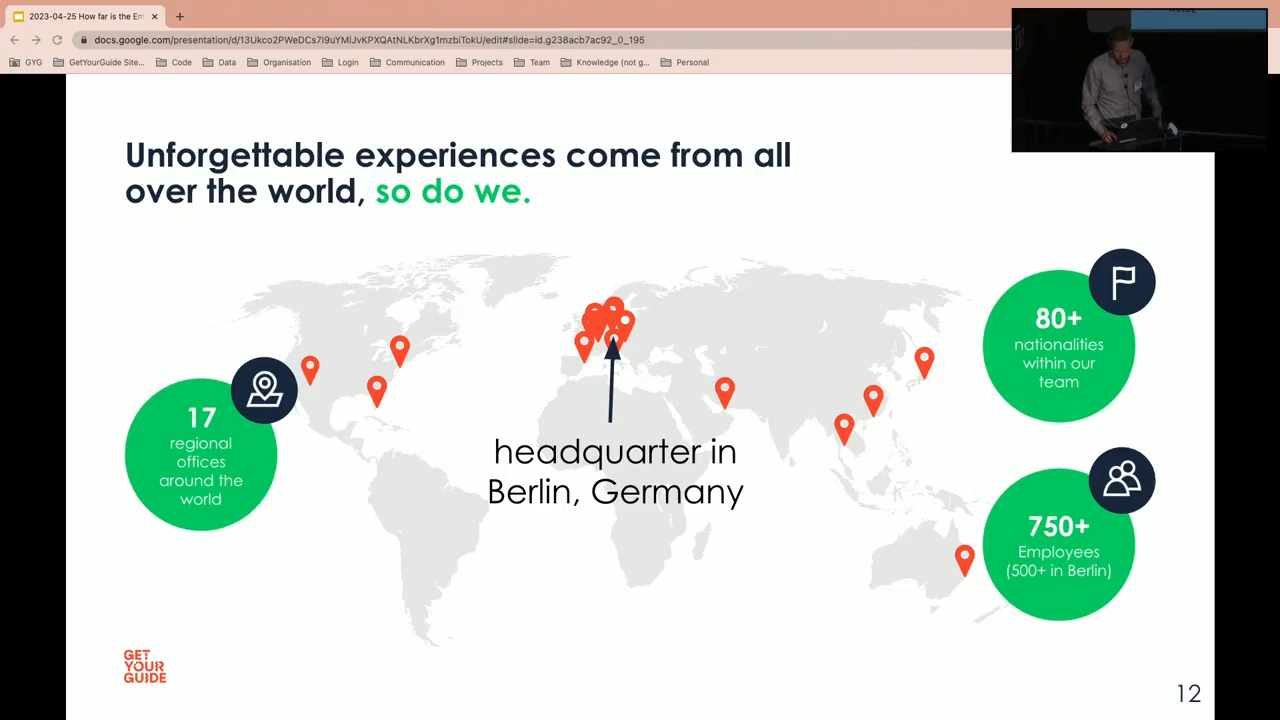 2023-04-25 How far is the Em
docs.google.com/presentation/d/13Ukco2PWeDCs7I9uYMlJvKPXQAtNLKbrXg1mzblTokU/edit#slide=id.g238acb7ac92_0_195
GYG
GetYourGuide Site...
Code
Data
Organisation
Login
Communication
Projects
Team
Knowledge (not g...
Personal
Unforgettable experiences come from all
over the world, so do we.
17
regional
offices
around the
world
headquarter in
Berlin, Germany
80+
nationalities
within our
team
750+
Employees
(500+ in Berlin)
GET
YOUR
GUIDE
12